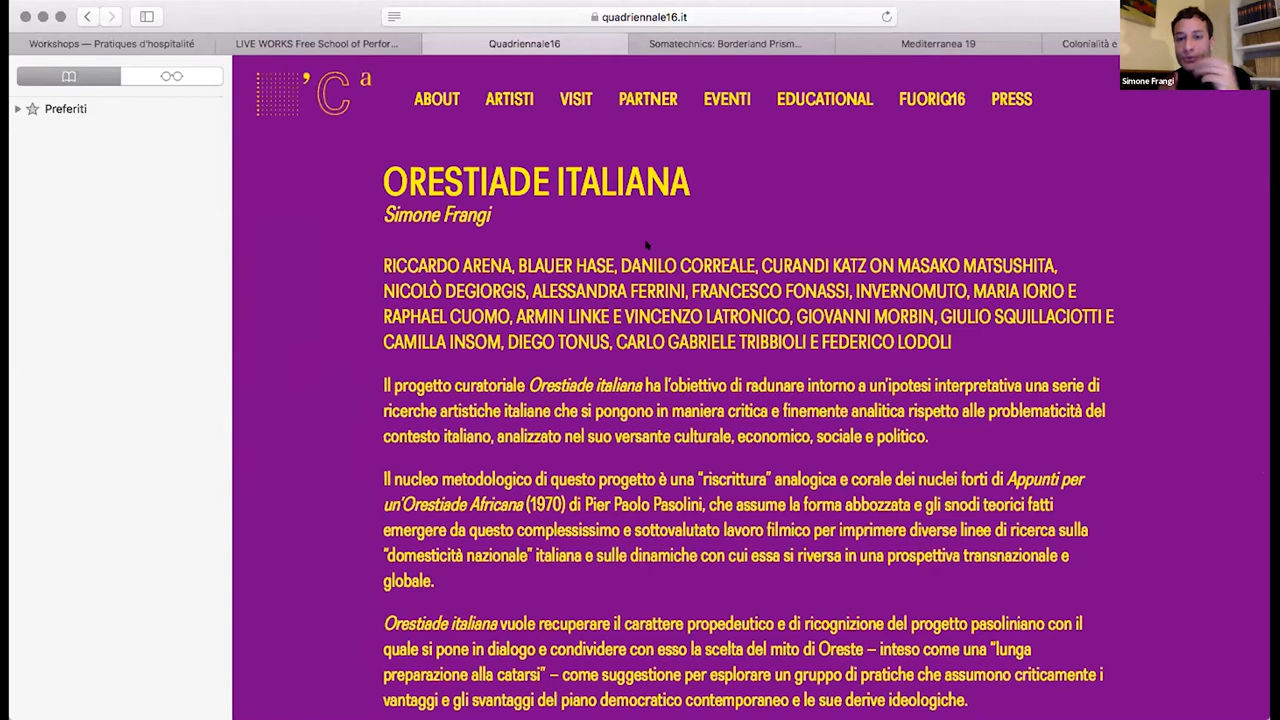 quadriennale16.it
Workshops — Pratiques d'hospitalité
LIVE WORKS Free School of Perfor...
Quadriennale16
Somatechnics: Borderland Prism...
Mediterranea 19
Colonialità e
Simone Frangi
Preferiti
'C a
ABOUT ARTISTI VISIT PARTNER EVENTI EDUCATIONAL FUORIQ16 PRESS
ORESTIADE ITALIANA
Simone Frangi
RICCARDO ARENA, BLAUER HASE, DANILO CORREALE, CURANDI KATZ ON MASAKO MATSUSHITA,
NICOLÒ DEGIORGIS, ALESSANDRA FERRINI, FRANCESCO FONASSI, INVERNOMUTO, MARIA IORIO E
RAPHAEL CUOMO, ARMIN LINKE E VINCENZO LATRONICO, GIOVANNI MORBIN, GIULIO SQUILLACIOTTI E
CAMILLA INSOM, DIEGO TONUS, CARLO GABRIELE TRIBBIOLI E FEDERICO LODOLI
Il progetto curatoriale Orestiade italiana ha l'obiettivo di radunare intorno a un'ipotesi interpretativa una serie di
ricerche artistiche italiane che si pongono in maniera critica e finemente analitica rispetto alle problematicità del
contesto italiano, analizzato nel suo versante culturale, economico, sociale e politico.
Il nucleo metodologico di questo progetto è una “riscrittura” analogica e corale dei nuclei forti di Appunti per
un'Orestiade Africana (1970) di Pier Paolo Pasolini, che assume la forma abbozzata e gli snodi teorici fatti
emergere da questo complessissimo e sottovalutato lavoro filmico per imprimere diverse linee di ricerca sulla
“domesticità nazionale” italiana e sulle dinamiche con cui essa si riversa in una prospettiva transnazionale e
globale.
Orestiade italiana vuole recuperare il carattere propedeutico e di ricognizione del progetto pasoliniano con il
quale si pone in dialogo e condividere con esso la scelta del mito di Oreste – inteso come una “lunga
preparazione alla catarsi” – come suggestione per esplorare un gruppo di pratiche che assumono criticamente i
vantaggi e gli svantaggi del piano democratico contemporaneo e le sue derive ideologiche.